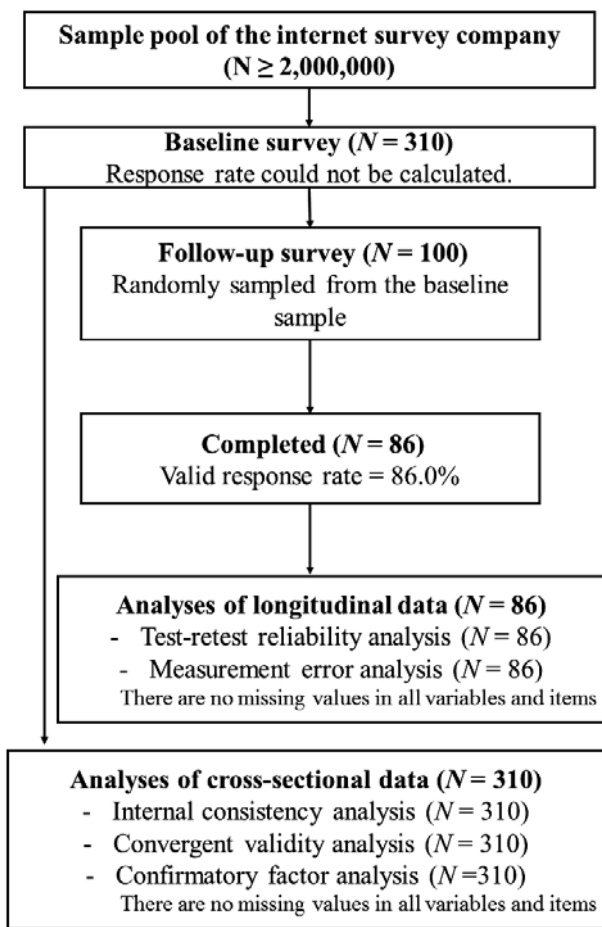 Sample pool of the internet survey company
(N ≥ 2,000,000)
Baseline survey (N = 310)
Response rate could not be calculated.
Follow-up survey (N = 100)
Randomly sampled from the baseline
sample
Completed (N = 86)
Valid response rate = 86.0%
Analyses of longitudinal data (N = 86)
- Test-retest reliability analysis (N = 86)
- Measurement error analysis (N = 86)
There are no missing values in all variables and items
Analyses of cross-sectional data (N = 310)
- Internal consistency analysis (N = 310)
- Convergent validity analysis (N = 310)
- Confirmatory factor analysis (N =310)
There are no missing values in all variables and items